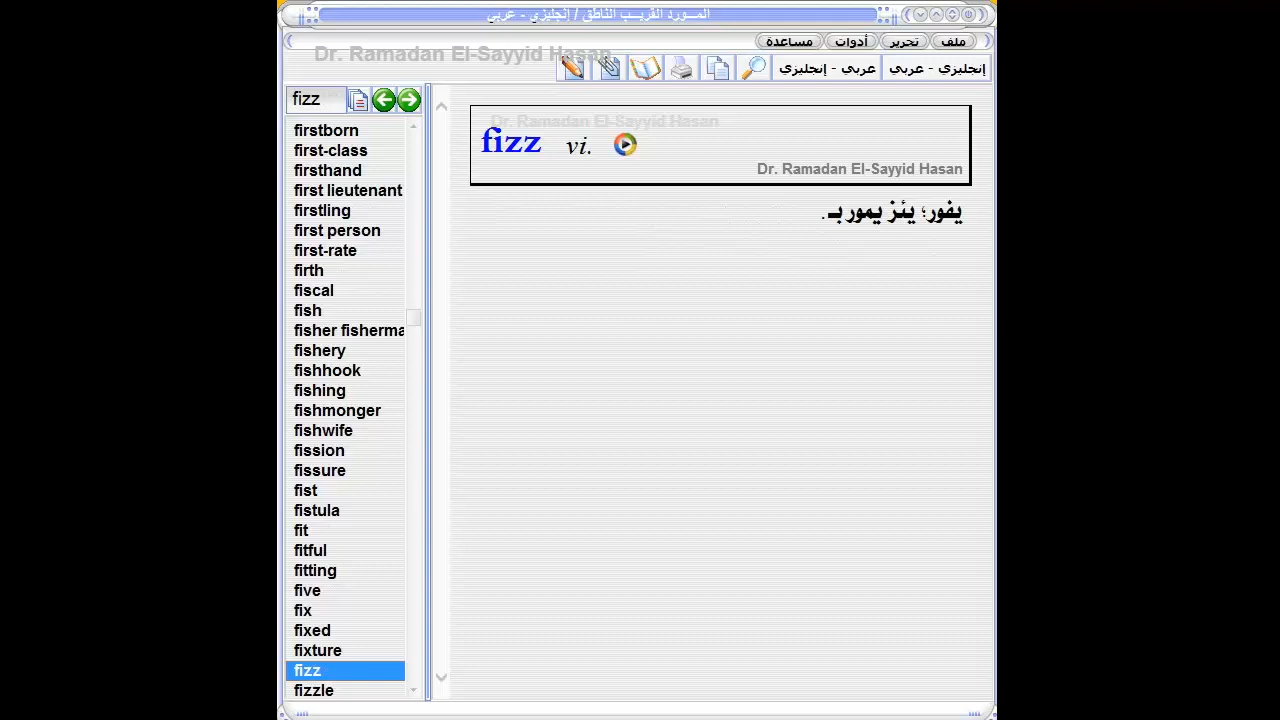 المـورد القريـب الناطق / إنجليزي - عربي
ملف
تحرير
أدوات
مساعدة
Dr. Ramadan El-Sayyid Hasan
إنجليزي - عربي
عربي - إنجليزي
fizz
firstborn
first-class
firsthand
first lieutenant
firstling
first person
first-rate
firth
fiscal
fish
fisher fisherma
fishery
fishhook
fishing
fishmonger
fishwife
fission
fissure
fist
fistula
fit
fitful
fitting
five
fix
fixed
fixture
fizz
fizzle
Dr. Ramadan El-Sayyid Hasan
fizz vi.
Dr. Ramadan El-Sayyid Hasan
يفور؛ يئز يمور بـ .